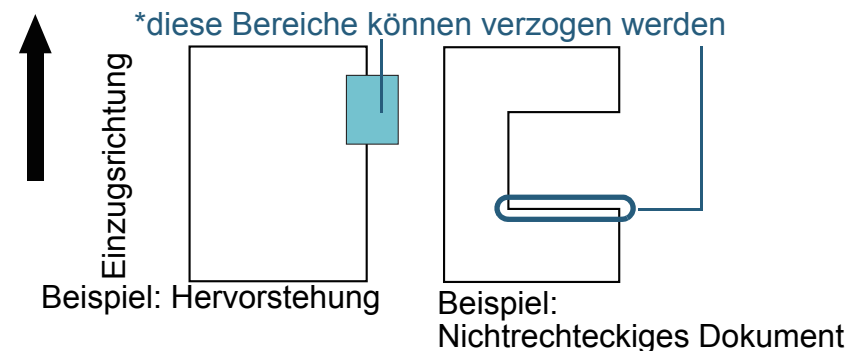 *diese Bereiche können verzogen werden
Einzugsrichtung
Beispiel: Hervorstehung
Beispiel:
Nichtrechteckiges Dokument